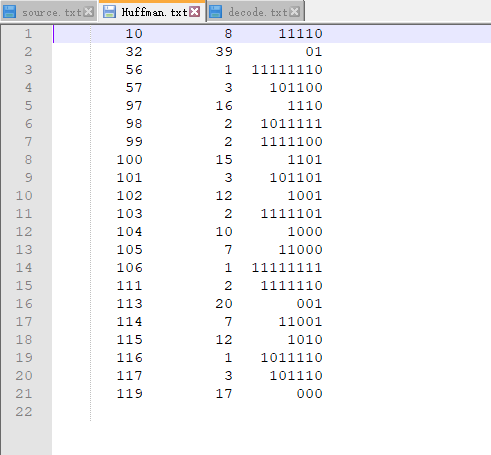 source.txt Huffman.txt decode.txt
1 10 8 11110
2 32 39 01
3 56 1 11111110
4 57 3 101100
5 97 16 1110
6 98 2 1011111
7 99 2 1111100
8 100 15 1101
9 101 3 101101
10 102 12 1001
11 103 2 1111101
12 104 10 1000
13 105 7 11000
14 106 1 11111111
15 111 2 1111110
16 113 20 001
17 114 7 11001
18 115 12 1010
19 116 1 1011110
20 117 3 101110
21 119 17 000
22